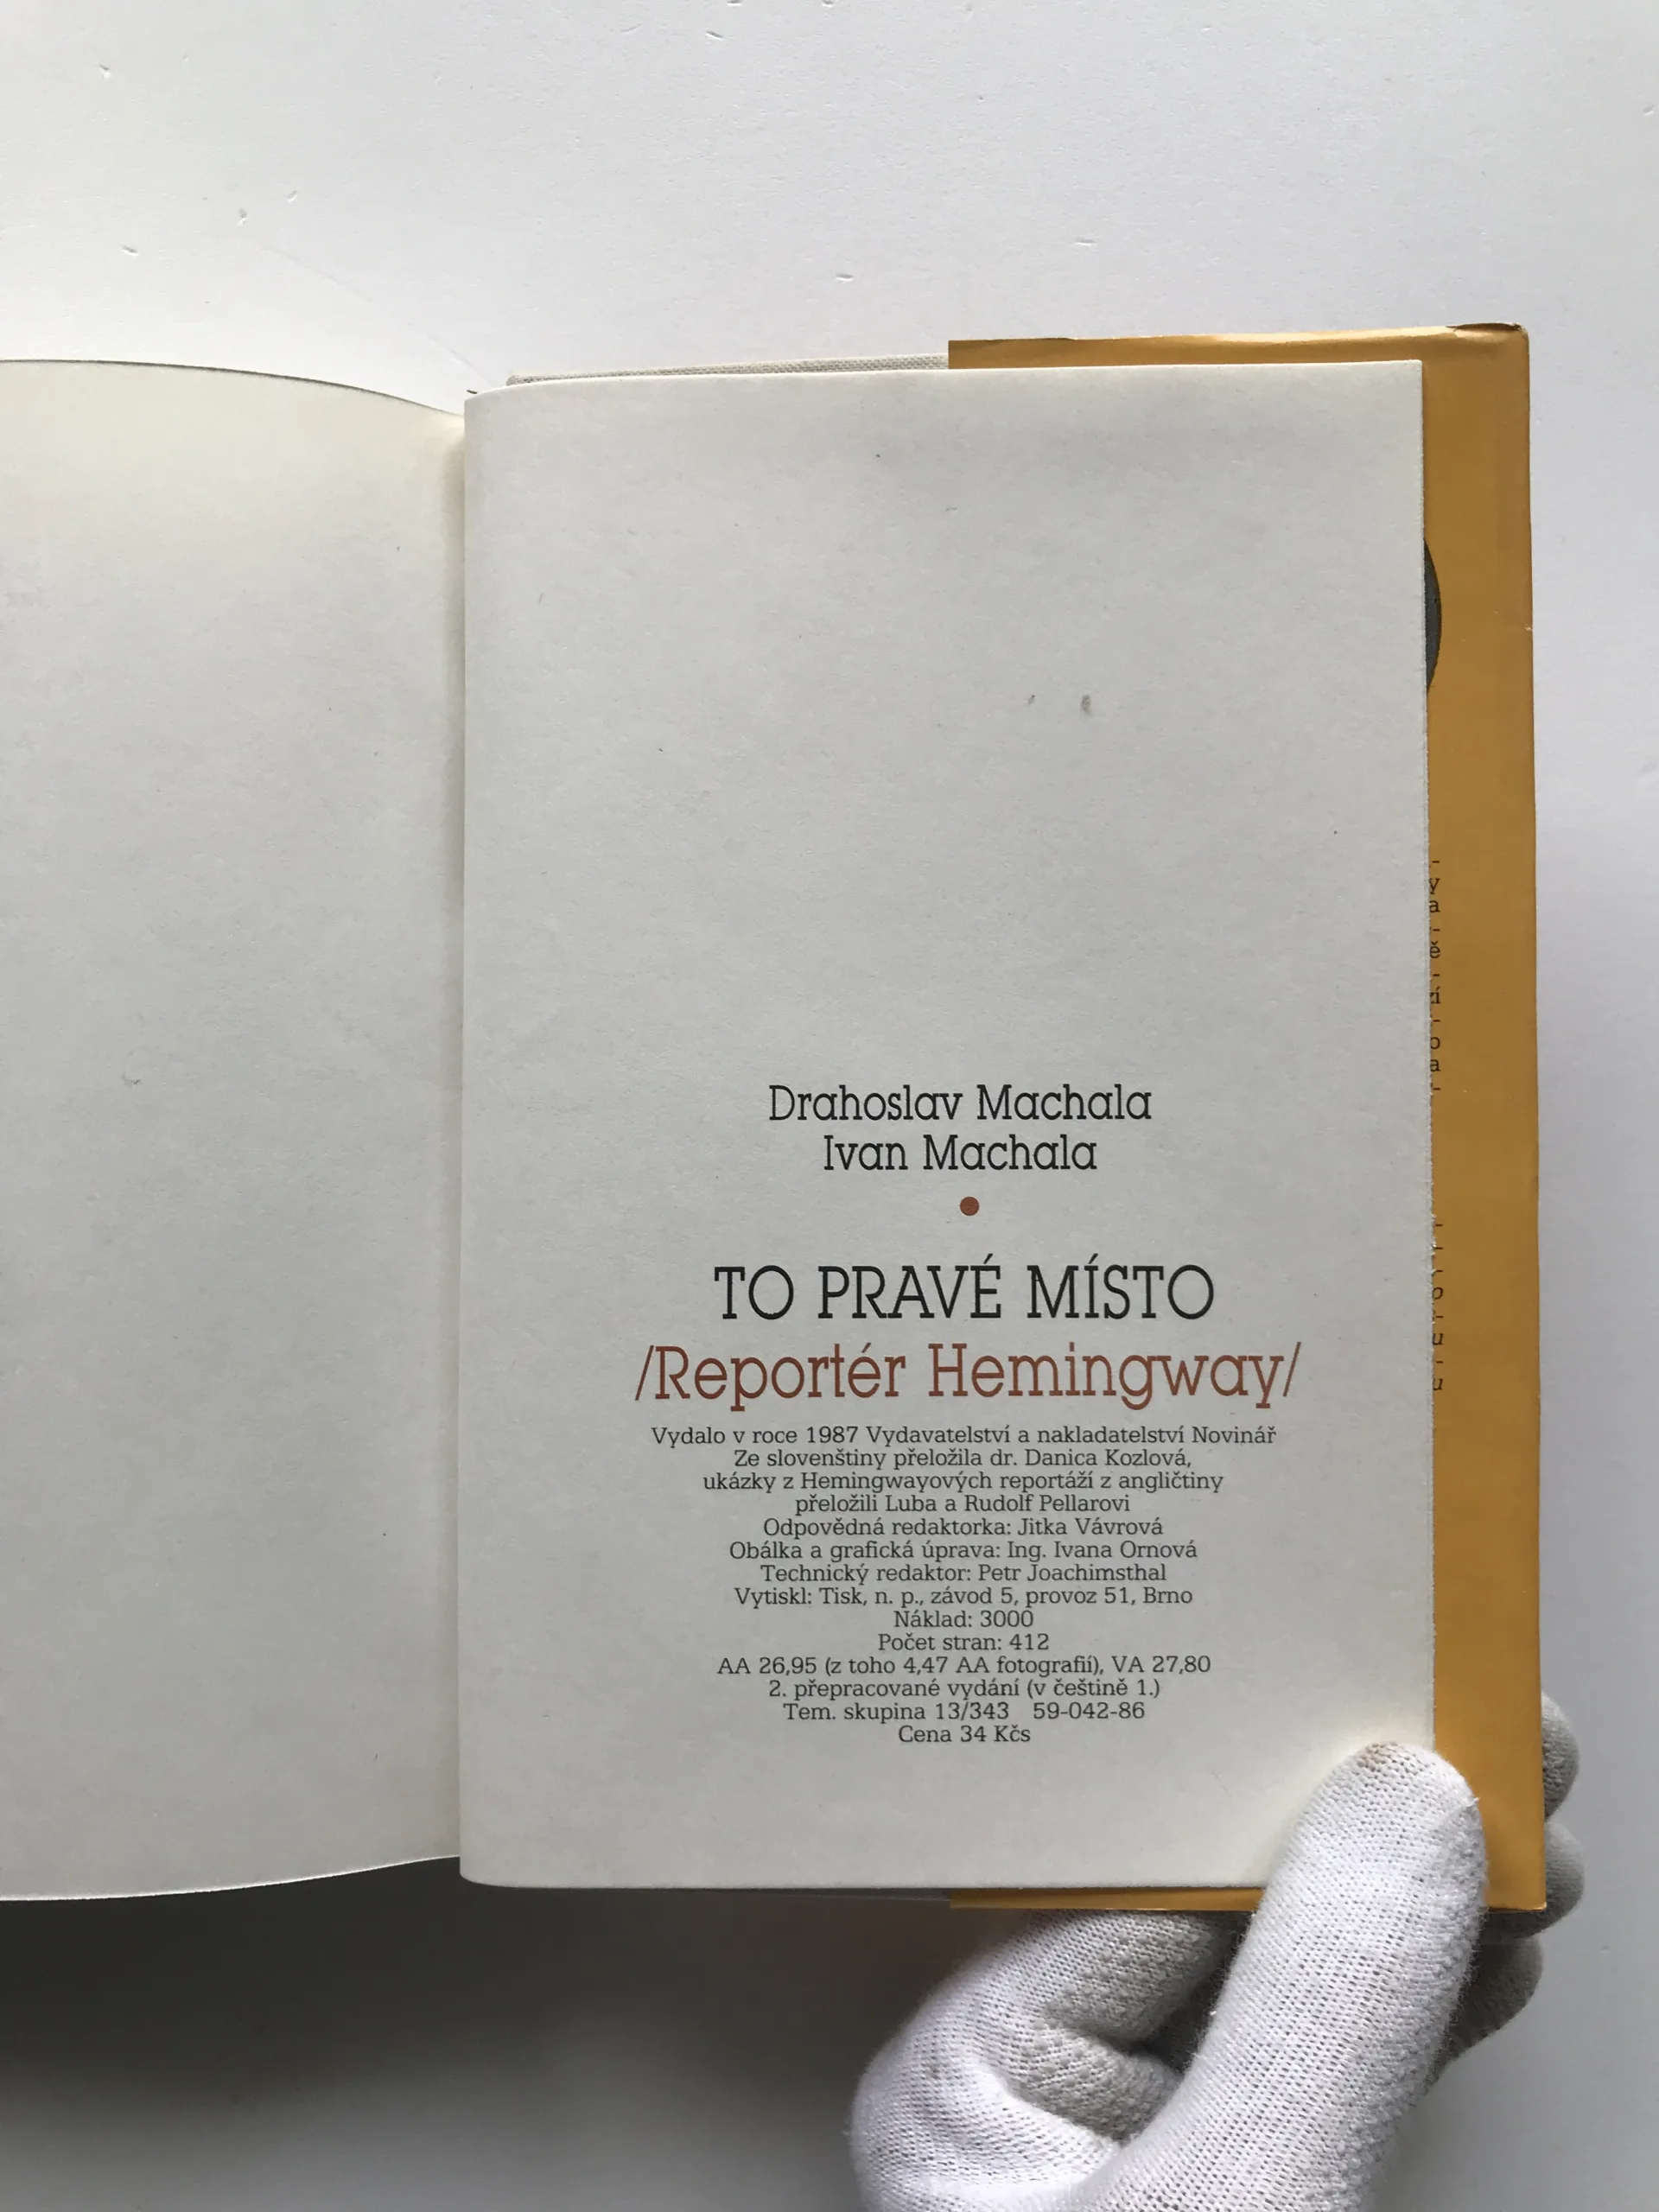 Drahoslav Machala
Ivan Machala
TO PRAVÉ MÍSTO
/Reportér Hemingway/
Vydalo v roce 1987 Vydavatelství a nakladatelství Novinář
Ze slovenštiny přeložila dr. Danica Kozlová,
ukázky z Hemingwayových reportáží z angličtiny
přeložili Luba a Rudolf Pellarovi
Odpovědná redaktorka: Jitka Vávrová
Obálka a grafická úprava: Ing. Ivana Ornová
Technický redaktor: Petr Joachimsthal
Vytiskl: Tisk, n. p., závod 5, provoz 51, Brno
Náklad: 3000
Počet stran: 412
AA 26,95 (z toho 4,47 AA fotografií), VA 27,80
2. přepracované vydání (v češtině 1.)
Tem. skupina 13/343 59-042-86
Cena 34 Kčs